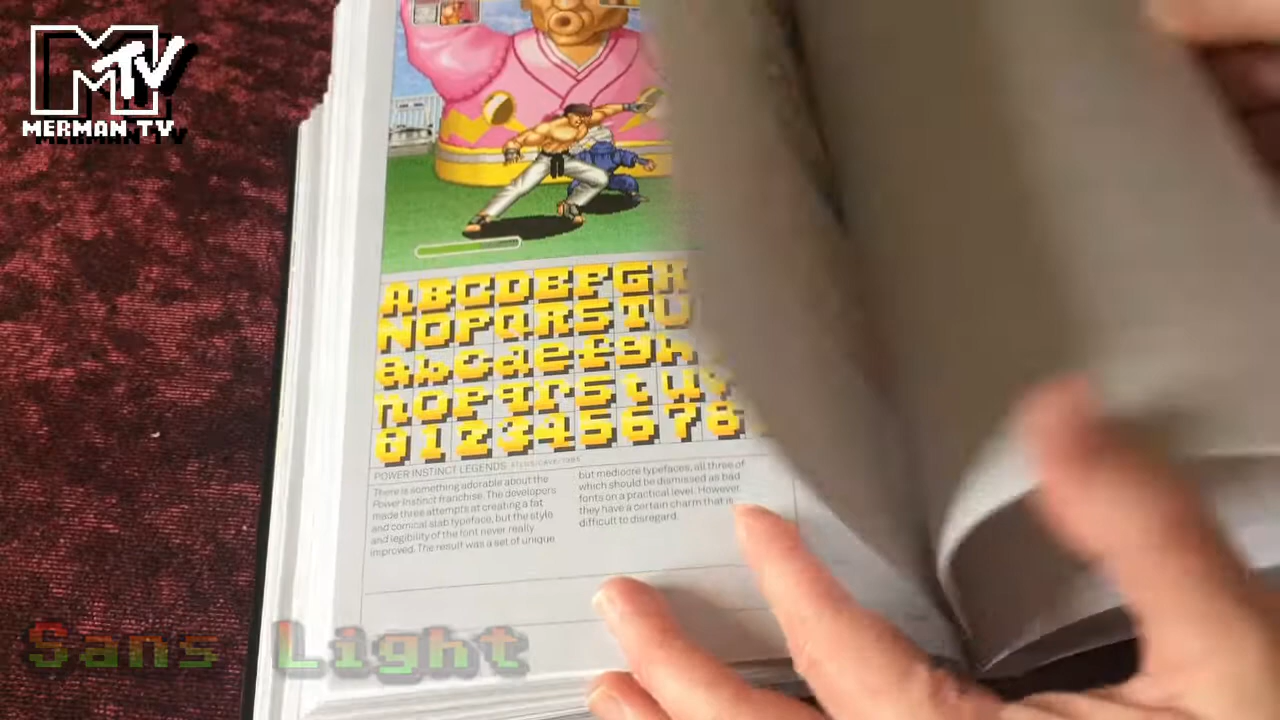 MTV
MERMAN TV
ABCDEFGH
NOPQRSTU
abcdefgh
nopqrstuv
012345678
POWER INSTINCT LEGENDS
There is something adorable about the
Power Instinct franchise. The developers
made three attempts at creating a fat
and comical slab typeface, but the style
and legibility of the font never really
improved. The result was a set of unique
but mediocre typefaces, all three of
which should be dismissed as bad
fonts on a practical level. However,
they have a certain charm that is
difficult to disregard.
Sans Light